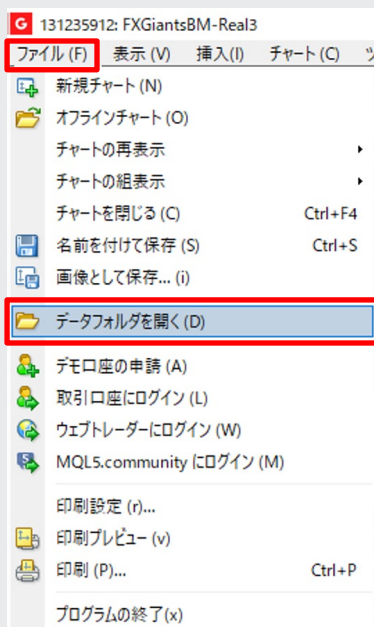 G 131235912: FXGiantsBM-Real3
ファイル (F) 表示 (V) 挿入(I) チャート (C) ツ
新規チャート (N)
オフラインチャート (O)
チャートの再表示
チャートの組表示
チャートを閉じる (C) Ctrl+F4
名前を付けて保存 (S) Ctrl+S
画像として保存... (i)
データフォルダを開く(D)
デモ口座の申請 (A)
取引口座にログイン (L)
ウェブトレーダーにログイン (W)
MQL5.community にログイン (M)
印刷設定 (r)...
印刷プレビュー (v)
印刷 (P)... Ctrl+P
プログラムの終了(x)